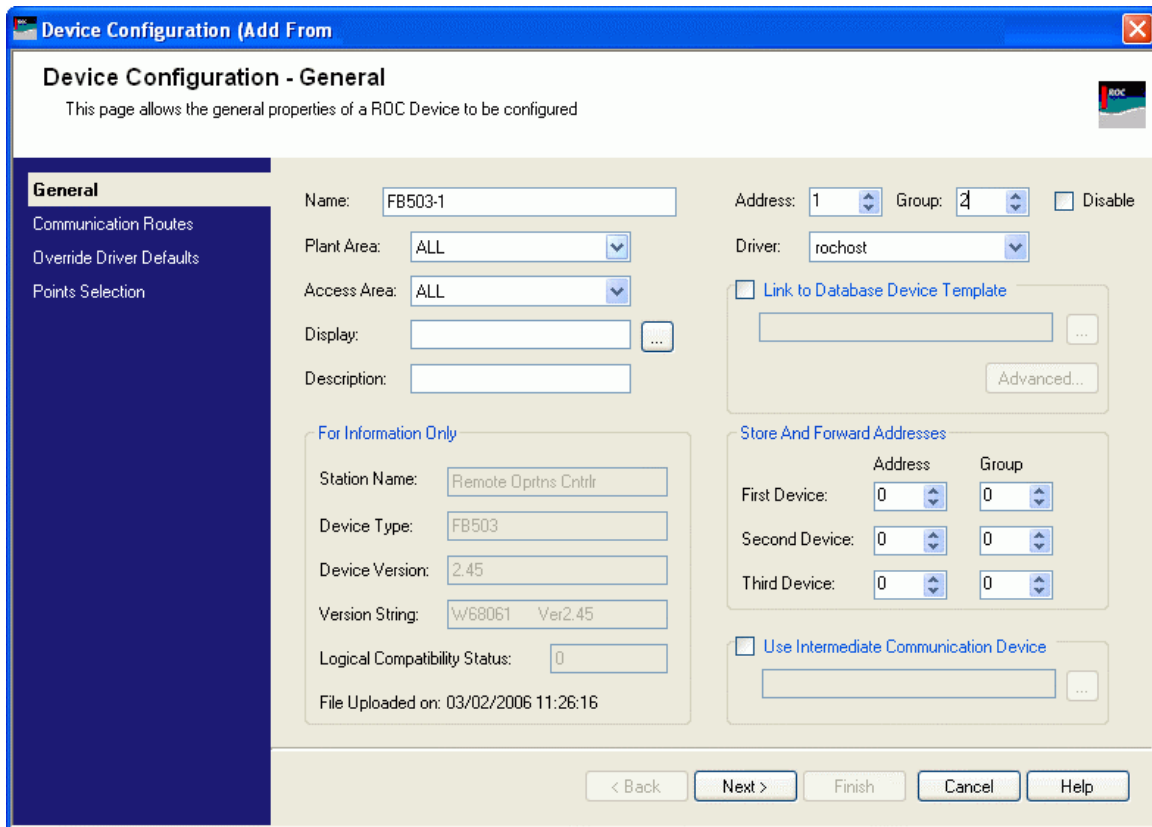 Device Configuration (Add From
Device Configuration - General
This page allows the general properties of a ROC Device to be configured
ROC
General
Communication Routes
Override Driver Defaults
Points Selection
Name: FB503-1
Plant Area: ALL
Access Area: ALL
Display: ...
Description:
Address: 1 Group: 2 Disable
Driver: rochost
Link to Database Device Template
...
Advanced...
For Information Only
Station Name: Remote Oprtns Cntrlr
Device Type: FB503
Device Version: 2.45
Version String: W68061 Ver2.45
Logical Compatibility Status: 0
File Uploaded on: 03/02/2006 11:26:16
Store And Forward Addresses
Address Group
First Device: 0 0
Second Device: 0 0
Third Device: 0 0
Use Intermediate Communication Device
...
< Back Next > Finish Cancel Help